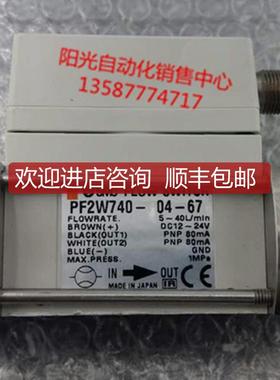 阳光自动化销售中心
13587774717
欢迎进店咨询 顺丰包邮
PF2W740-04-67
FLOWRATE. 5~40L/min
BROWN(+) DC12~24V
BLACK(OUT1) PNP 80mA
WHITE(OUT2) PNP 80mA
BLUE(-) GND
MAX.PRESS. 1MPa
IN OUT
MADE IN JAPAN